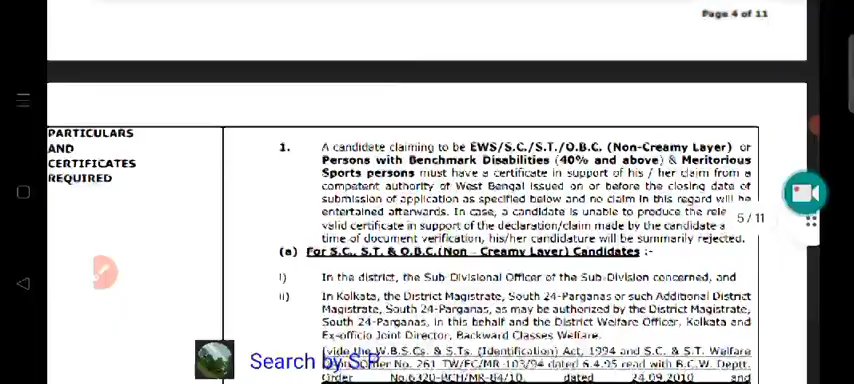 Page 4 of 11
PARTICULARS
AND
CERTIFICATES
REQUIRED
1. A candidate claiming to be EWS/S.C./S.T./O.B.C. (Non-Creamy Layer) or
Persons with Benchmark Disabilities (40% and above) & Meritorious
Sports persons must have a certificate in support of his / her claim from a
competent authority of West Bengal issued on or before the closing date of
submission of application as specified below and no claim in this regard will be
entertained afterwards. In case, a candidate is unable to produce the rele
valid certificate in support of the declaration/claim made by the candidate a
time of document verification, his/her candidature will be summarily rejected.
5/11
(a) For S.C., S.T. & O.B.C.(Non - Creamy Layer) Candidates :-
i) In the district, the Sub-Divisional Officer of the Sub-Division concerned, and
ii) In Kolkata, the District Magistrate, South 24-Parganas or such Additional District
Magistrate, South 24-Parganas, as may be authorized by the District Magistrate,
South 24-Parganas, in this behalf and the District Welfare Officer, Kolkata and
Ex-officio Joint Director, Backward Classes Welfare.
[vide the W.B.S.Cs. & S.Ts. (Identification) Act, 1994 and S.C. & S.T. Welfare
Order No. 261-TW/EC/MR-103/94 dated 6.4.95 read with B.C.W. Deptt.
Order No.6320-BCW/MR-84/10, dated 24.09.2010 and
Search by S.P